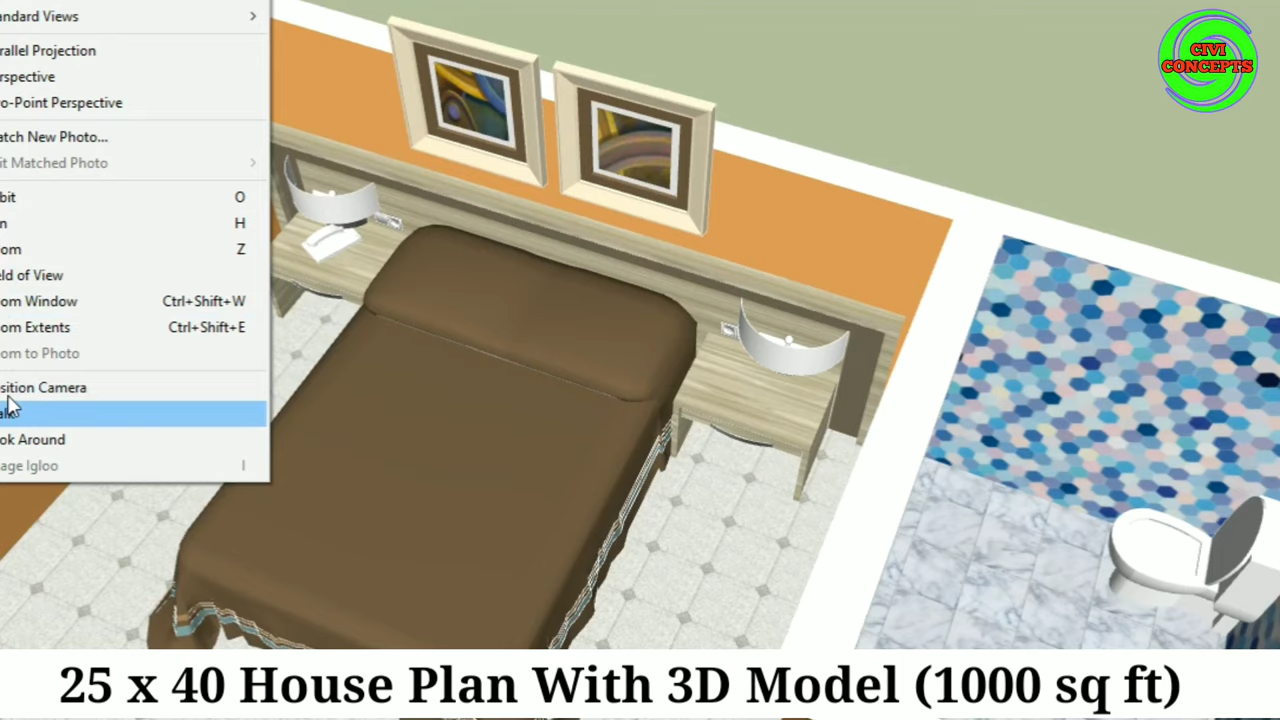 andard Views
rallel Projection
rspective
o-Point Perspective
atch New Photo...
it Matched Photo
bit O
n H
om Z
eld of View
om Window Ctrl+Shift+W
om Extents Ctrl+Shift+E
om to Photo
sition Camera
ok Around
age Igloo I
CIVI
CONCEPTS
25 x 40 House Plan With 3D Model (1000 sq ft)